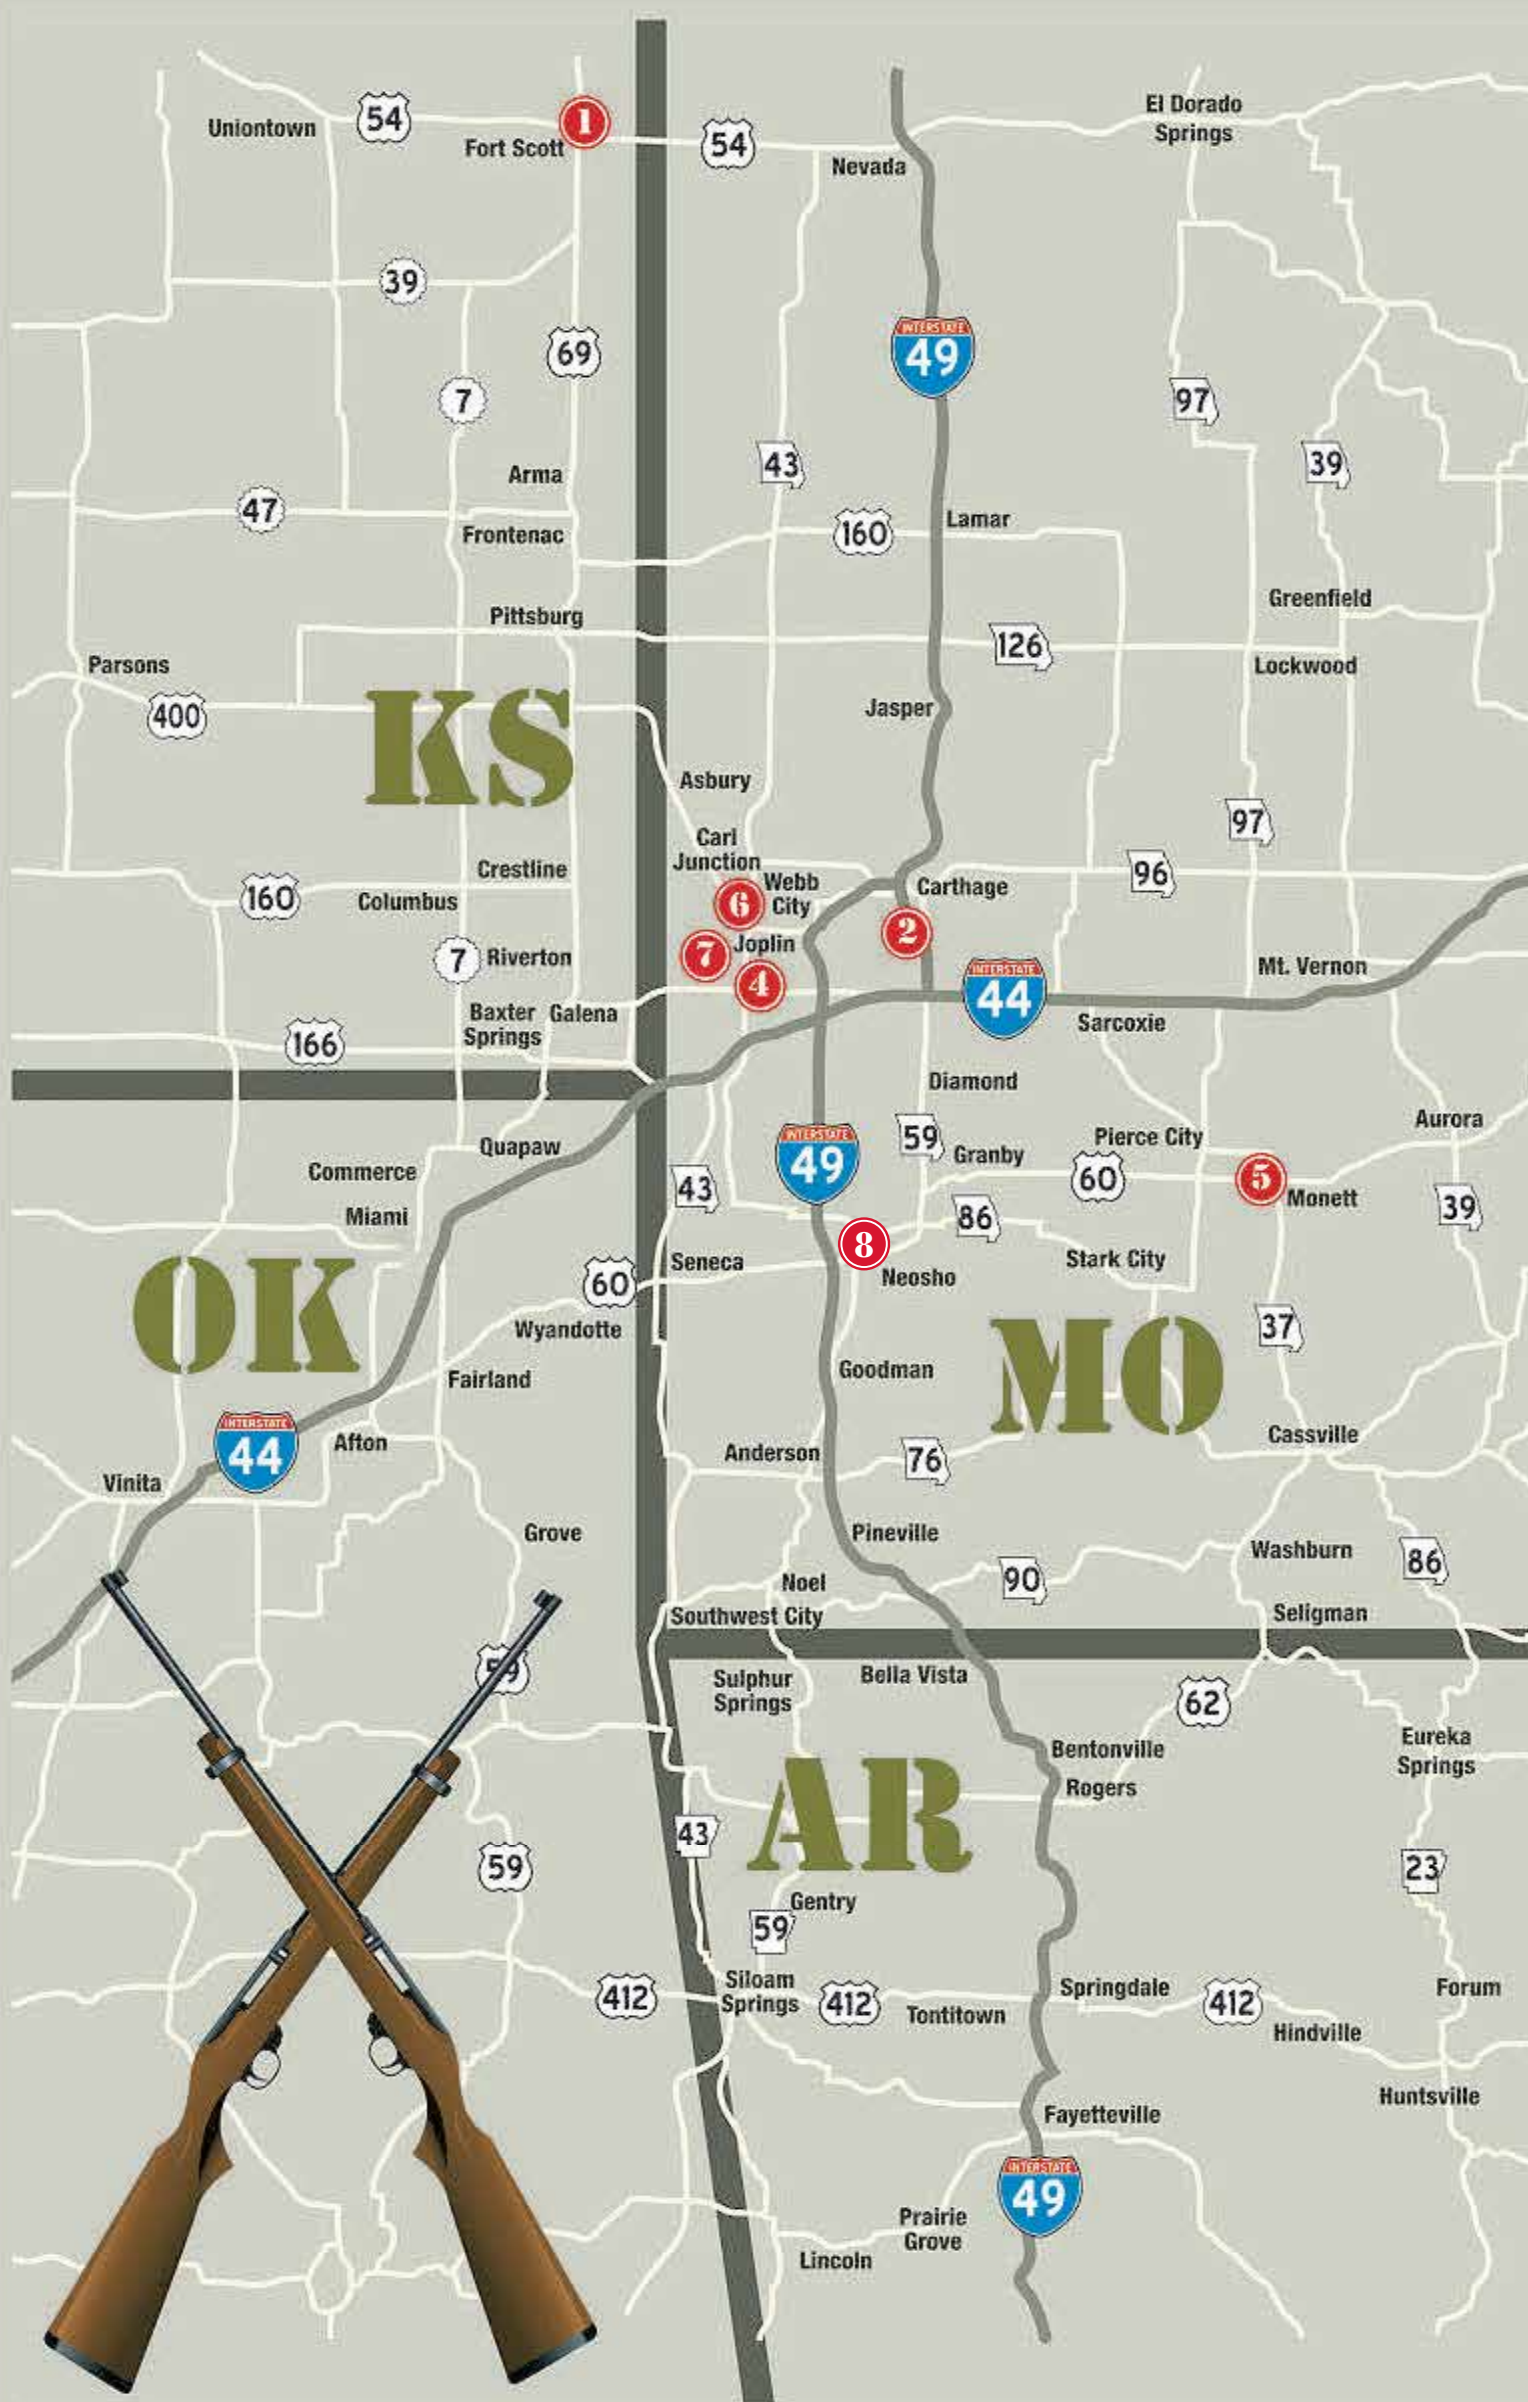 El Dorado
Springs
Uniontown
54
1
54
Fort Scott
Nevada
39
69
INTERSTATE
49
7
97
43
39
Arma
47
Lamar
160
Frontenac
Greenfield
Pittsburg
126
Parsons
Lockwood
400
Jasper
KS
Asbury
97
Carl
Junction
Crestline
96
Webb
City
Carthage
160
Columbus
6
2
Joplin
7
Riverton
7
4
Mt. Vernon
INTERSTATE
44
Baxter
Springs
Galena
Sarcoxie
166
Diamond
Aurora
59
Pierce City
Quapaw
INTERSTATE
49
Granby
Commerce
60
5
43
Monett
39
Miami
86
8
Seneca
Stark City
60
Neosho
OK
Wyandotte
37
MO
Goodman
Fairland
INTERSTATE
44
Afton
Cassville
Anderson
76
Vinita
Grove
Pineville
Washburn
86
90
Noel
Southwest City
Seligman
59
Sulphur
Springs
Bella Vista
62
Eureka
Springs
Bentonville
Rogers
AR
43
59
23
Gentry
59
Siloam
Springs
412
412
Tontitown
Springdale
412
Forum
Hindville
Huntsville
Fayetteville
INTERSTATE
49
Prairie
Grove
Lincoln